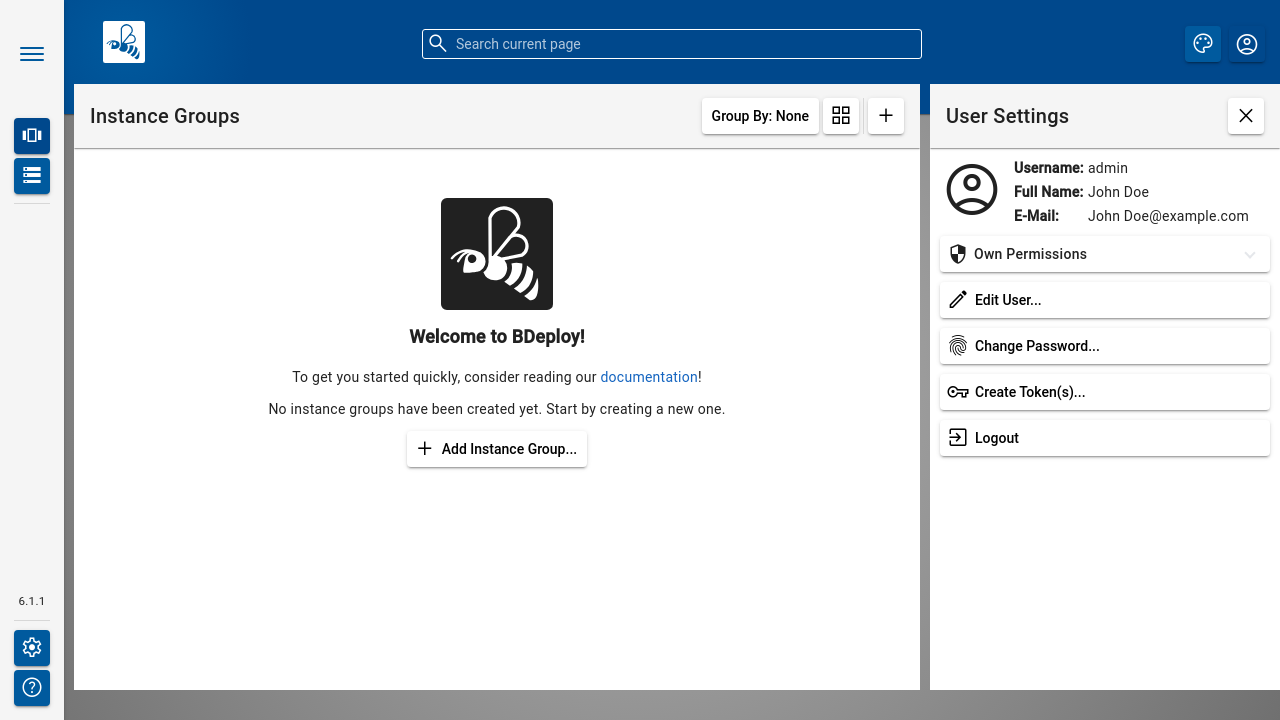 Search current page
Instance Groups
Group By: None
User Settings
Username: admin
Full Name: John Doe
E-Mail: John Doe@example.com
Own Permissions
Edit User...
Change Password...
Create Token(s)...
Logout
Welcome to BDeploy!
To get you started quickly, consider reading our documentation!
No instance groups have been created yet. Start by creating a new one.
Add Instance Group...
6.1.1